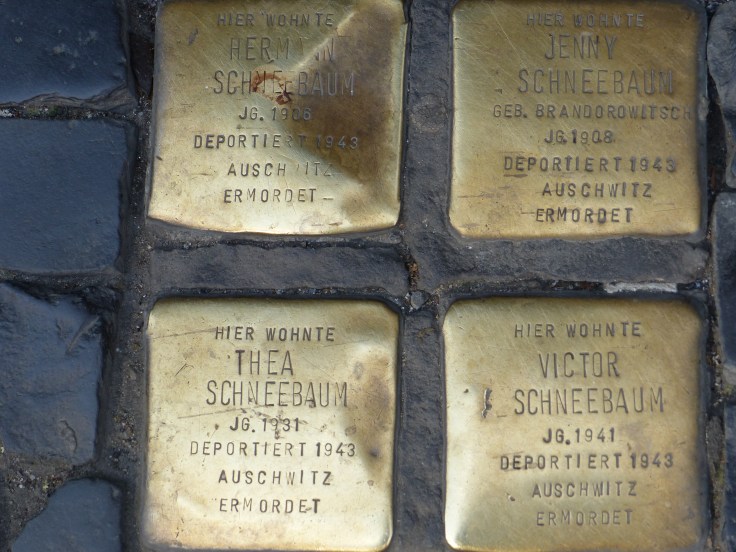 HIER WOHNTE
HERMANN
SCHNEEBAUM
JG. 1906
DEPORTIERT 1943
AUSCHWITZ
ERMORDET
HIER WOHNTE
JENNY
SCHNEEBAUM
GEB. BRANDOROWITSCH
JG. 1908
DEPORTIERT 1943
AUSCHWITZ
ERMORDET
HIER WOHNTE
THEA
SCHNEEBAUM
JG. 1931
DEPORTIERT 1943
AUSCHWITZ
ERMORDET
HIER WOHNTE
VICTOR
SCHNEEBAUM
JG. 1941
DEPORTIERT 1943
AUSCHWITZ
ERMORDET